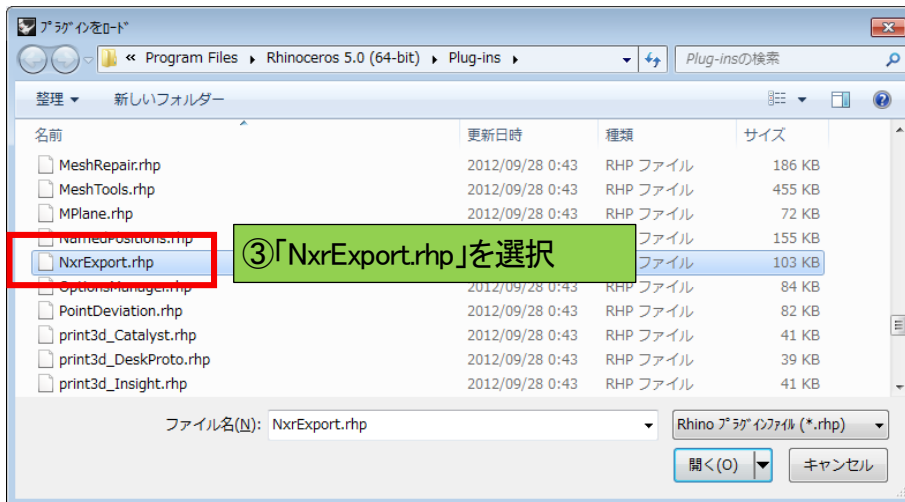 ﾌﾟﾗｸﾞｲﾝをﾛｰﾄﾞ
« Program Files ▸ Rhinoceros 5.0 (64-bit) ▸ Plug-ins ▸
Plug-insの検索
整理 ▼ 新しいフォルダー
名前 更新日時 種類 サイズ
MeshRepair.rhp 2012/09/28 0:43 RHP ファイル 186 KB
MeshTools.rhp 2012/09/28 0:43 RHP ファイル 455 KB
MPlane.rhp 2012/09/28 0:43 RHP ファイル 72 KB
NamedPositions.rhp ファイル 155 KB
③「NxrExport.rhp」を選択
NxrExport.rhp ファイル 103 KB
OptionsManager.rhp 2012/09/28 0:43 RHP ファイル 84 KB
PointDeviation.rhp 2012/09/28 0:43 RHP ファイル 82 KB
print3d_Catalyst.rhp 2012/09/28 0:43 RHP ファイル 41 KB
print3d_DeskProto.rhp 2012/09/28 0:43 RHP ファイル 39 KB
print3d_Insight.rhp 2012/09/28 0:43 RHP ファイル 41 KB
ファイル名(N): NxrExport.rhp
Rhino ﾌﾟﾗｸﾞｲﾝﾌｧｲﾙ (*.rhp)
開く(O) キャンセル